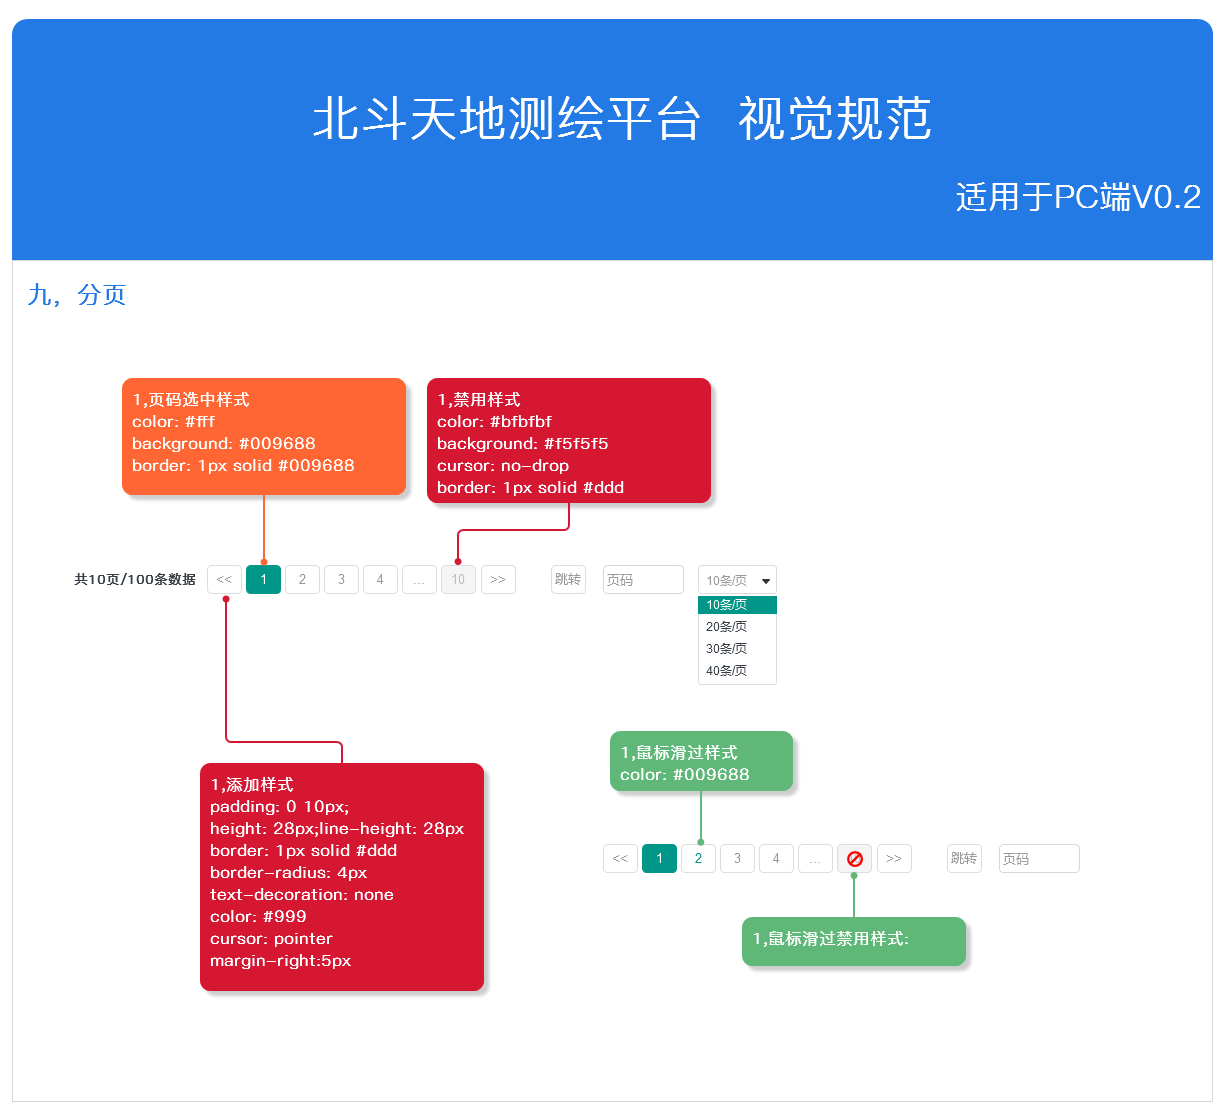 北斗天地测绘平台 视觉规范
适用于PC端V0.2
九，分页
1,页码选中样式
color: #fff
background: #009688
border: 1px solid #009688
1,禁用样式
color: #bfbfbf
background: #f5f5f5
cursor: no-drop
border: 1px solid #ddd
共10页/100条数据 << 1 2 3 4 ... 10 >> 跳转 页码 10条/页
10条/页
20条/页
30条/页
40条/页
1,添加样式
padding: 0 10px;
height: 28px;line-height: 28px
border: 1px solid #ddd
border-radius: 4px
text-decoration: none
color: #999
cursor: pointer
margin-right:5px
1,鼠标滑过样式
color: #009688
<< 1 2 3 4 ... >> 跳转 页码
1,鼠标滑过禁用样式: